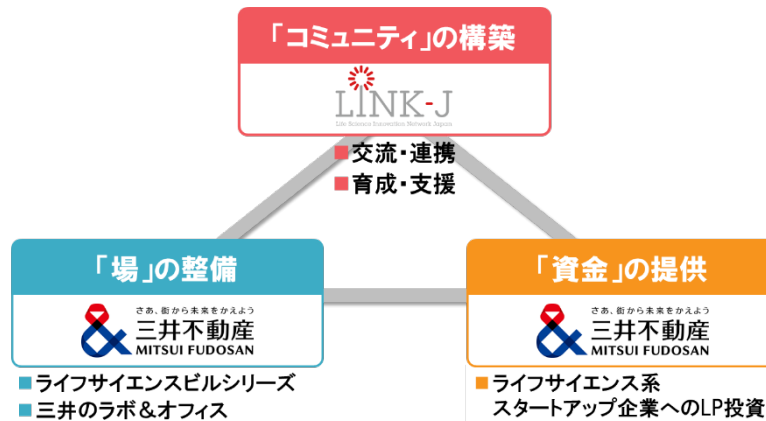 「コミュニティ」の構築
LINK-J
Life Science Innovation Network Japan
■交流・連携
■育成・支援
「場」の整備
さあ、街から未来をかえよう
三井不動産
MITSUI FUDOSAN
■ライフサイエンスビルシリーズ
■三井のラボ&オフィス
「資金」の提供
さあ、街から未来をかえよう
三井不動産
MITSUI FUDOSAN
■ライフサイエンス系
スタートアップ企業へのLP投資